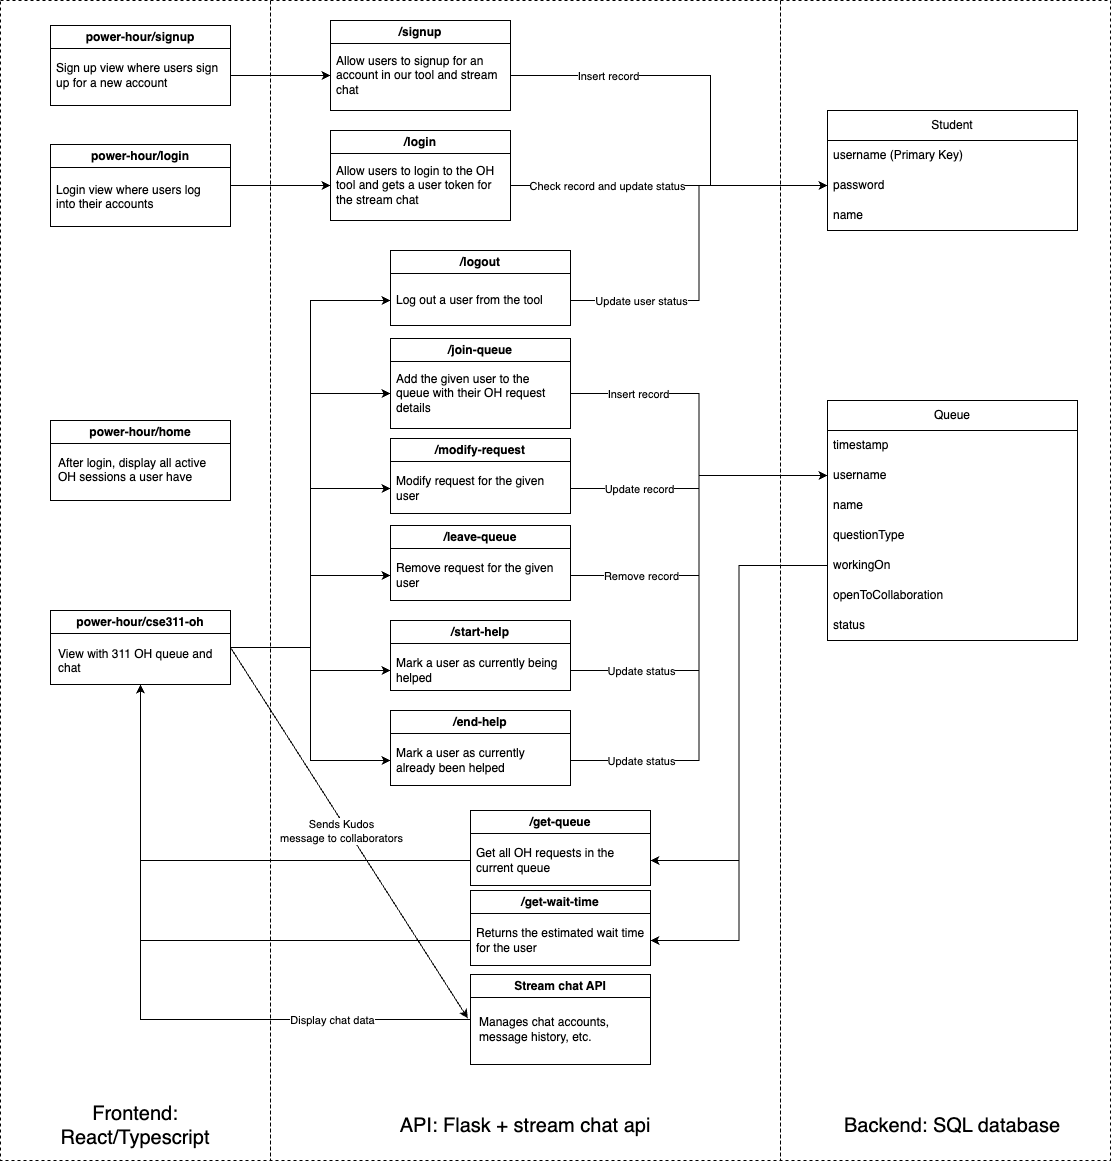 power-hour/signup
Sign up view where users sign
up for a new account
power-hour/login
Login view where users log
into their accounts
power-hour/home
After login, display all active
OH sessions a user have
power-hour/cse311-oh
View with 311 OH queue and
chat
/signup
Allow users to signup for an
account in our tool and stream
chat
Insert record
/login
Allow users to login to the OH
tool and gets a user token for
the stream chat
Check record and update status
/logout
Log out a user from the tool
Update user status
/join-queue
Add the given user to the
queue with their OH request
details
Insert record
/modify-request
Modify request for the given
user
Update record
/leave-queue
Remove request for the given
user
Remove record
/start-help
Mark a user as currently being
helped
Update status
/end-help
Mark a user as currently
already been helped
Update status
Sends Kudos
message to collaborators
/get-queue
Get all OH requests in the
current queue
/get-wait-time
Returns the estimated wait time
for the user
Stream chat API
Manages chat accounts,
message history, etc.
Display chat data
Student
username (Primary Key)
password
name
Queue
timestamp
username
name
questionType
workingOn
openToCollaboration
status
Frontend:
React/Typescript
API: Flask + stream chat api
Backend: SQL database